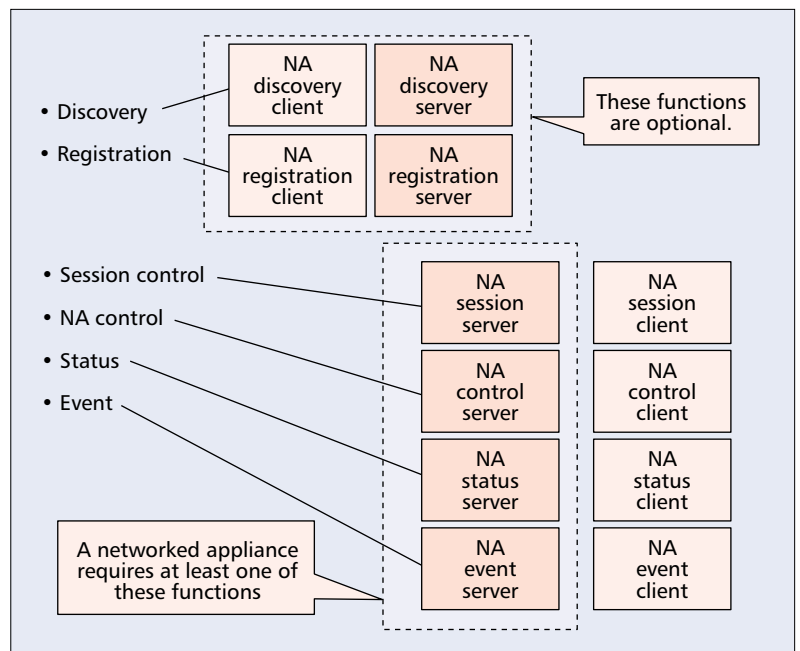 NA
discovery
client
NA
discovery
server
• Discovery
These functions
are optional.
• Registration
NA
registration
client
NA
registration
server
• Session control
NA
session
server
NA
session
client
• NA control
• Status
• Event
NA
control
server
NA
control
client
NA
status
server
NA
status
client
A networked appliance
requires at least one of
these functions
NA
event
server
NA
event
client